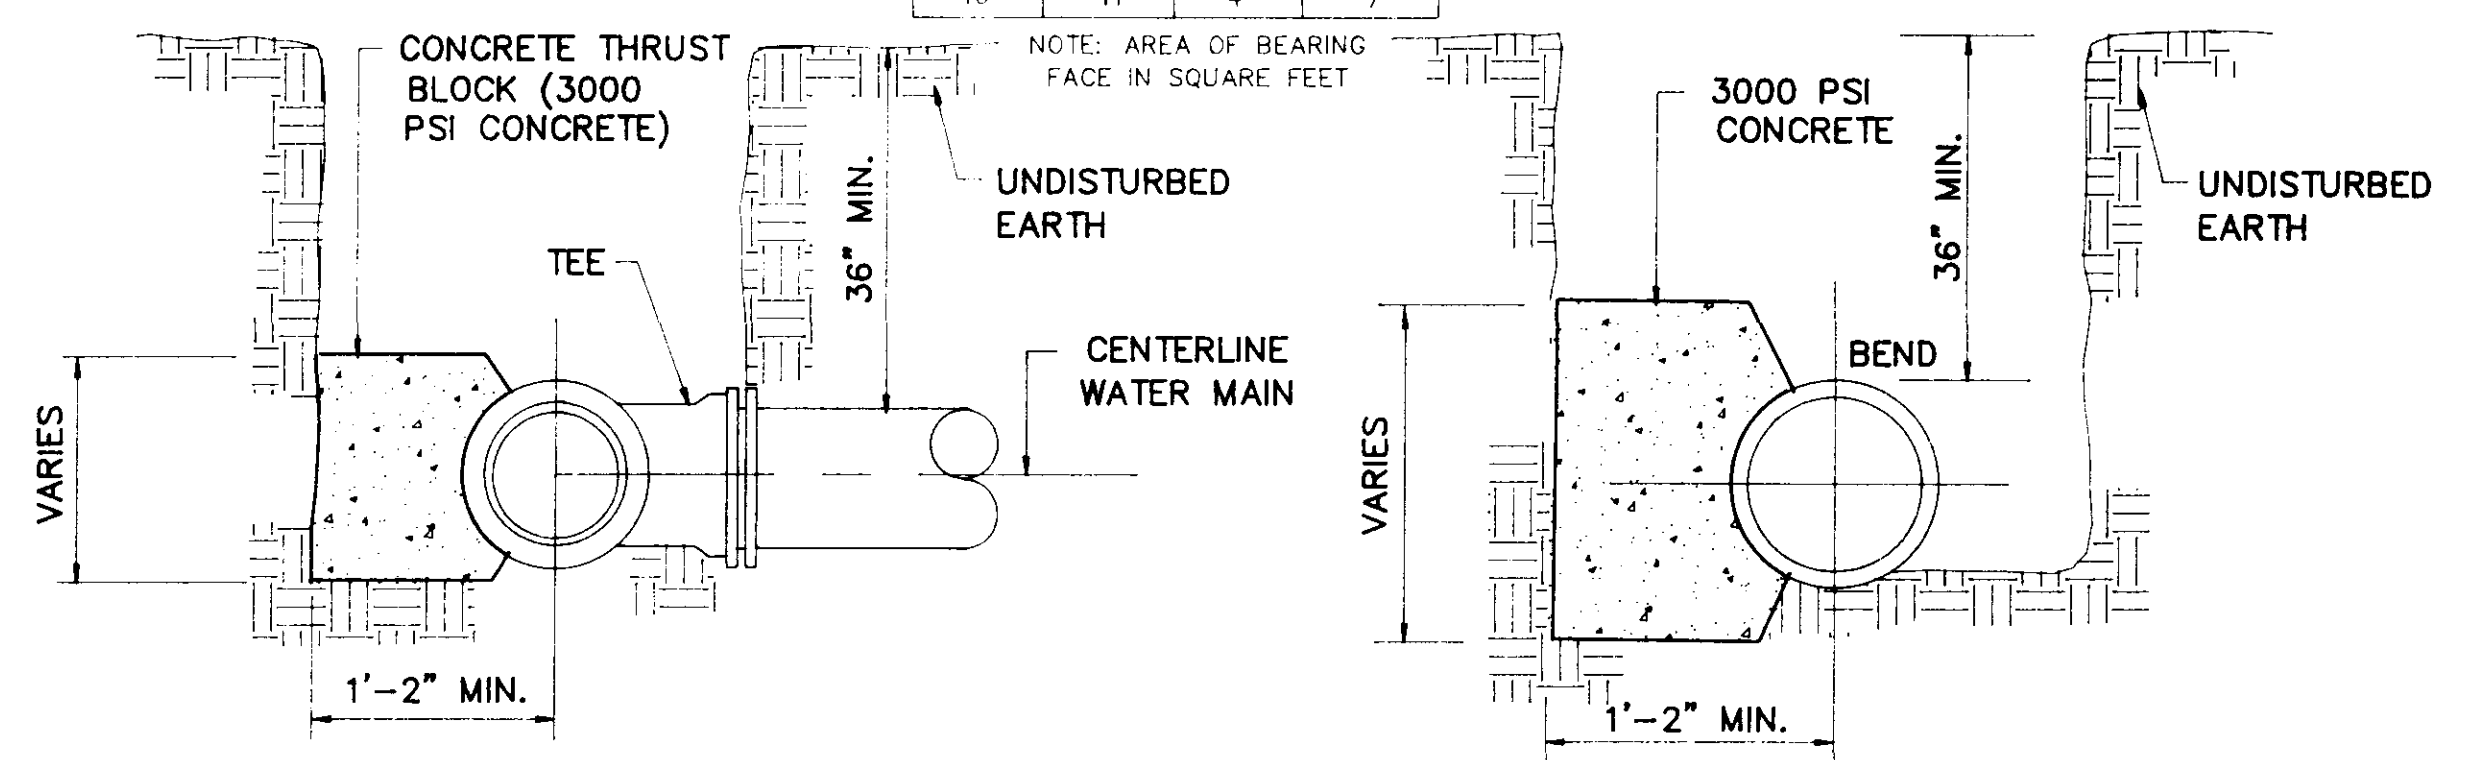 CONCRETE THRUST
BLOCK (3000
PSI CONCRETE)
NOTE: AREA OF BEARING
FACE IN SQUARE FEET
3000 PSI
CONCRETE
36" MIN.
UNDISTURBED
EARTH
36" MIN.
UNDISTURBED
EARTH
TEE
CENTERLINE
WATER MAIN
BEND
VARIES
VARIES
1'-2" MIN.
1'-2" MIN.